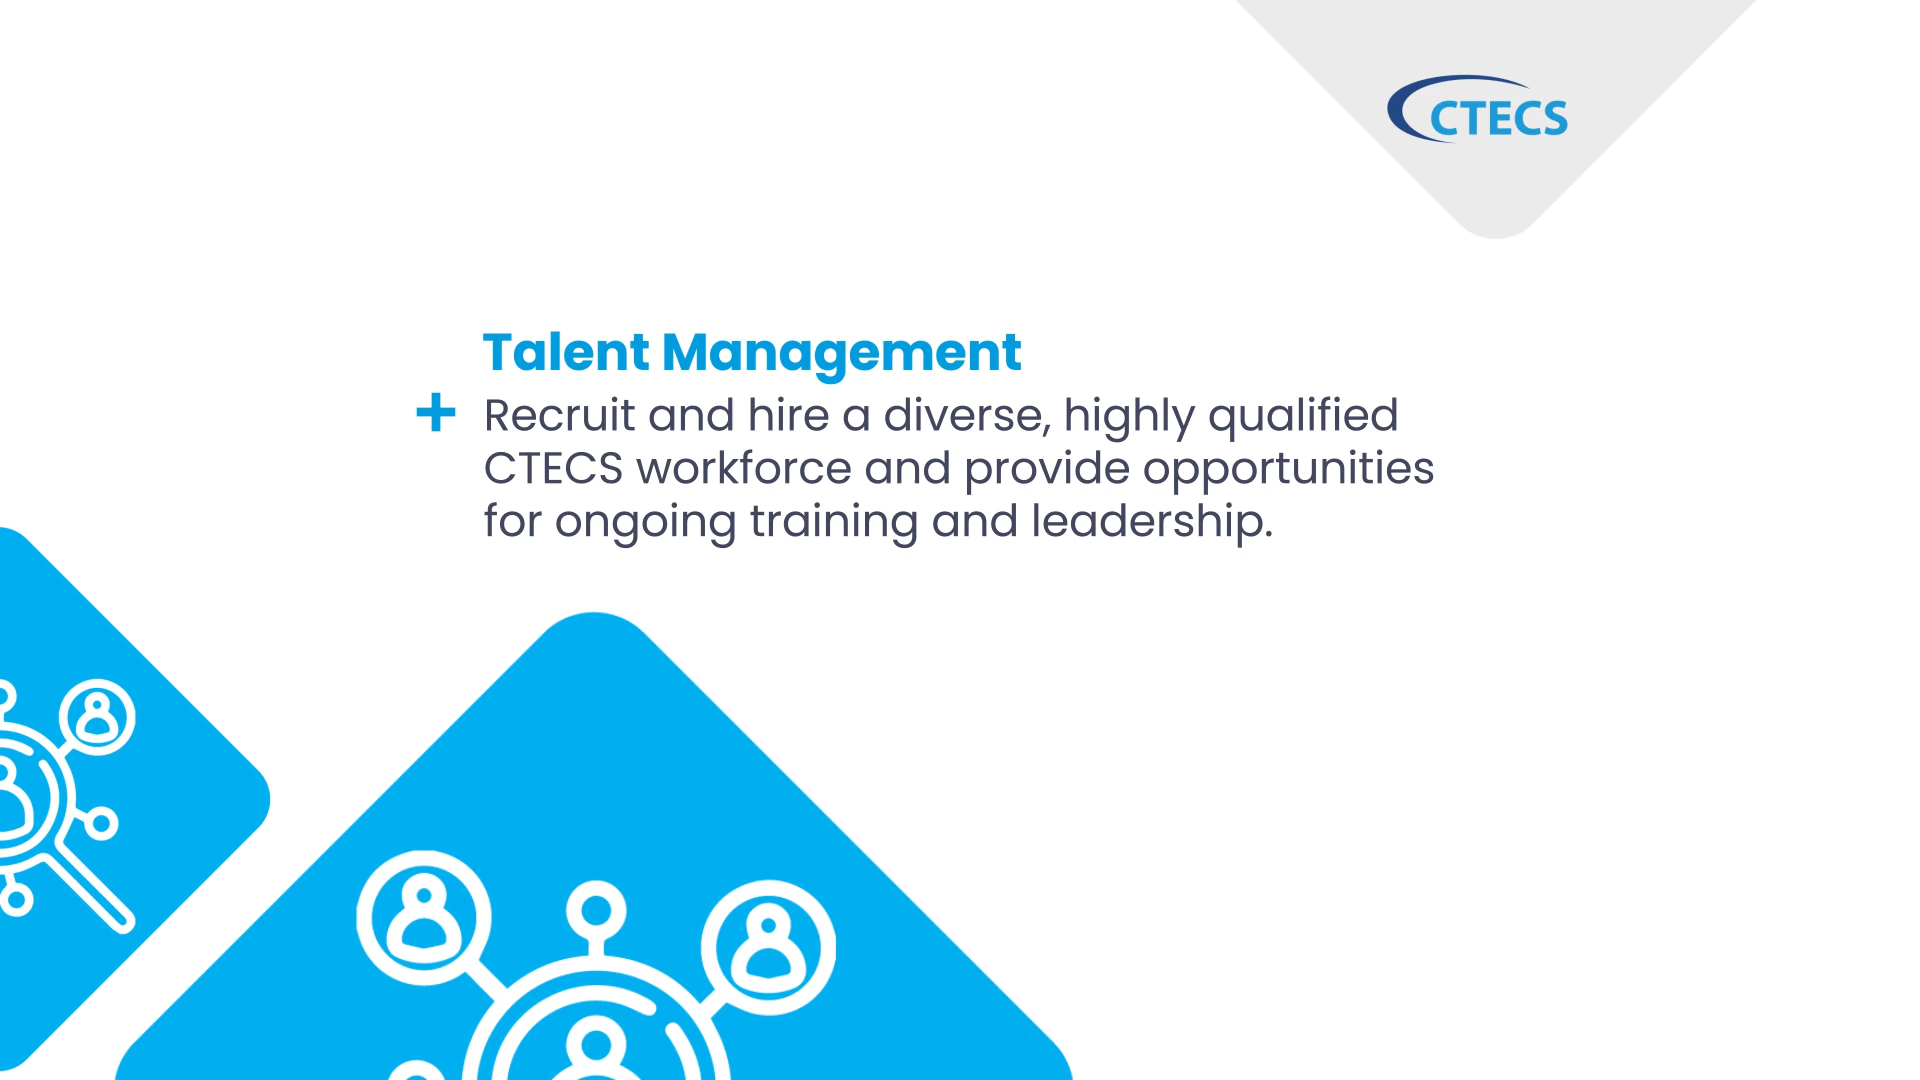 CTECS
Talent Management
+ Recruit and hire a diverse, highly qualified
CTECS workforce and provide opportunities
for ongoing training and leadership.